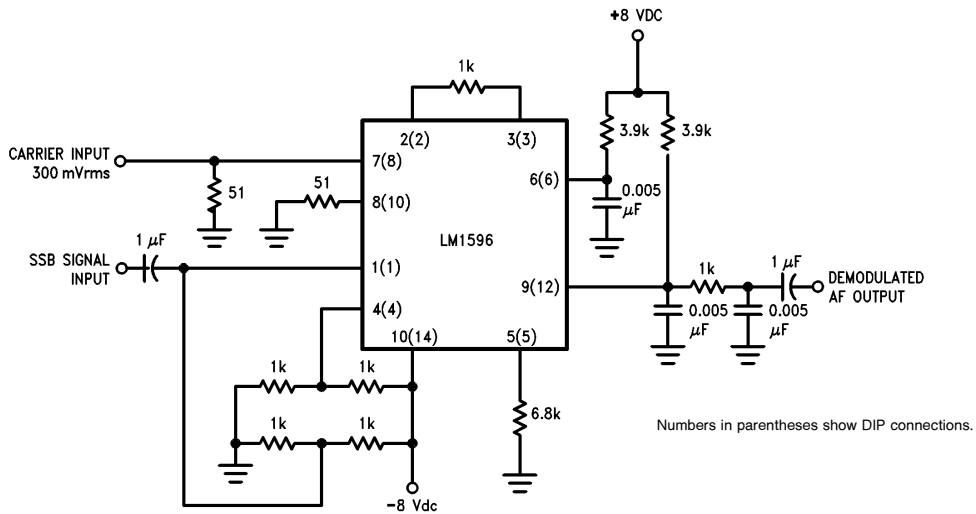 +8 VDC
1k
3.9k
3.9k
2(2)
3(3)
CARRIER INPUT
300 mVrms
7(8)
6(6)
51
51
0.005
μF
8(10)
LM1596
1 μF
SSB SIGNAL
INPUT
1(1)
9(12)
1k
1 μF
DEMODULATED
AF OUTPUT
4(4)
0.005
μF
0.005
μF
10(14)
5(5)
1k
1k
1k
1k
6.8k
Numbers in parentheses show DIP connections.
-8 Vdc